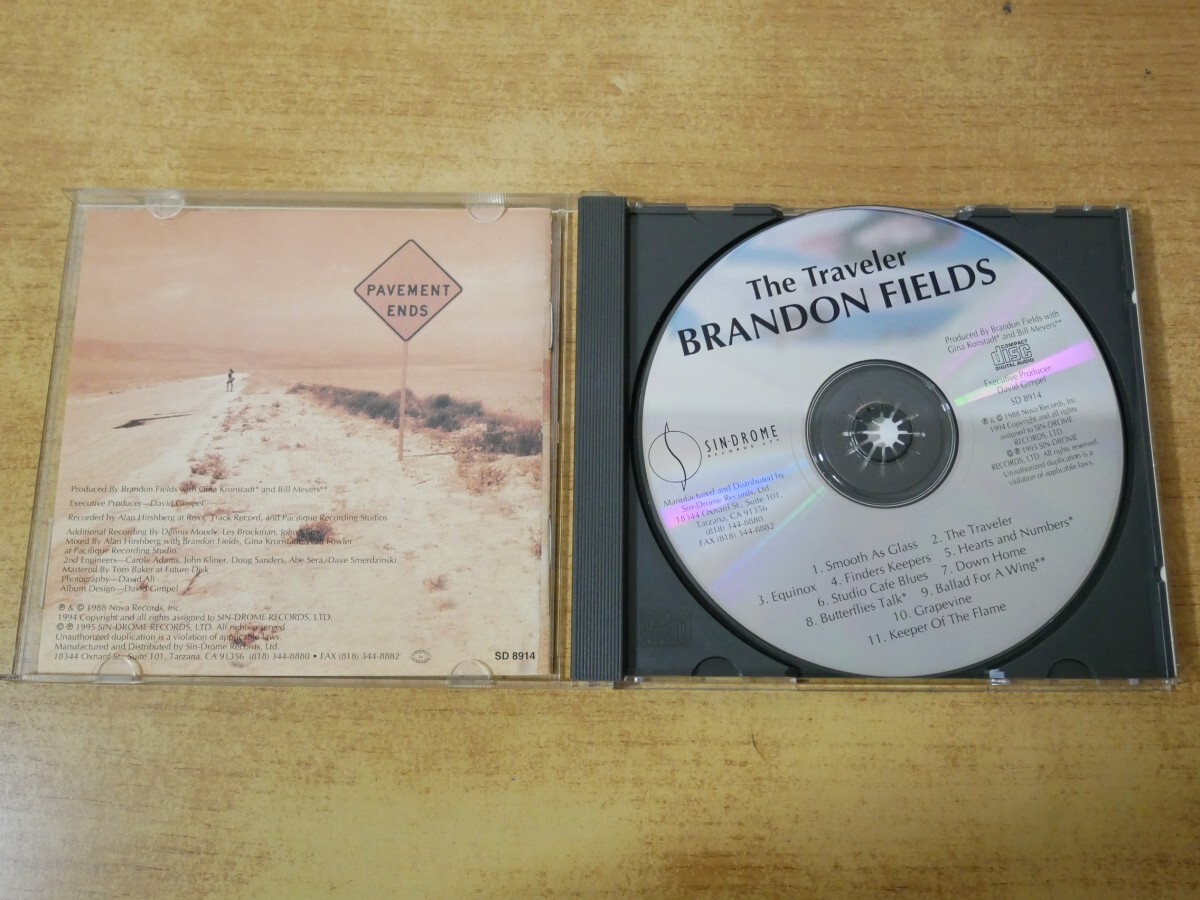 PAVEMENT
ENDS
Produced By Brandon Fields with Gina Kronstadt* and Bill Meyers**
Executive Producer—David Gimpel
Recorded by Alan Hirshberg at Roxy, Track Record, and Pacifique Recording Studios
Additional Recording By Dennis Moody, Les Brockman, John
Mixed By Alan Hirshberg with Brandon Fields, Gina Kronstadt, Fowler
at Pacifique Recording Studio.
2nd Engineers—Carole Adams, John Kliner, Doug Sanders, Abe Sera, Dave Smerdzinski
Mastered By Tom Baker at Future Disk
Photography—David Ali
Album Design—David Gimpel
℗ & © 1988 Nova Records, Inc.
1994 Copyright and all rights assigned to SIN-DROME RECORDS, LTD.
© ℗ 1995 SIN-DROME RECORDS, LTD. All rights reserved.
Unauthorized duplication is a violation of applicable laws.
Manufactured and Distributed by Sin-Drome Records, Ltd.
18344 Oxnard St., Suite 101, Tarzana, CA 91356 (818) 344-8880 • FAX (818) 344-8882
SD 8914
The Traveler
BRANDON FIELDS
Produced By Brandon Fields with
Gina Konstadt* and Bill Meyers**
COMPACT
disc
DIGITAL AUDIO
Executive Producer:
David Gimpel
SD 8914
℗ & © 1988 Nova Records, Inc.
1994 Copyright and all rights
assigned to SIN-DROME
RECORDS, LTD.
© ℗ 1995 SIN-DROME
RECORDS, LTD. All rights reserved.
Unauthorized duplication is a
violation of applicable laws.
SIN-DROME
RECORDS LTD
Manufactured and Distributed by
Sin-Drome Records, Ltd.
18344 Oxnard St., Suite 101,
Tarzana, CA 91356
(818) 344-8880
FAX (818) 344-8882
1. Smooth As Glass 2. The Traveler
3. Equinox 4. Finders Keepers 5. Hearts and Numbers*
6. Studio Cafe Blues 7. Down Home
8. Butterflies Talk* 9. Ballad For A Wing**
10. Grapevine
11. Keeper Of The Flame